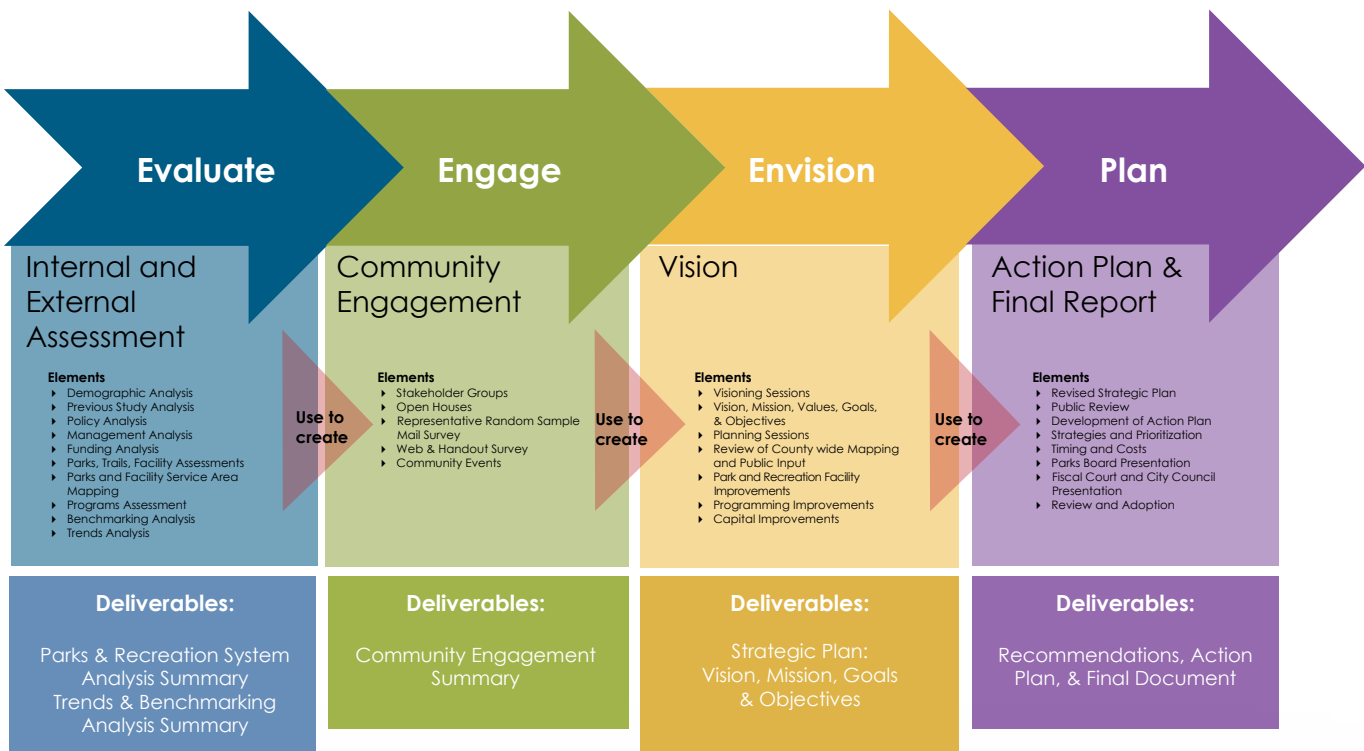 Evaluate
Engage
Envision
Plan
Internal and
External
Assessment
Elements
Demographic Analysis
Previous Study Analysis
Policy Analysis
Management Analysis
Funding Analysis
Parks, Trails, Facility Assessments
Parks and Facility Service Area
Mapping
Programs Assessment
Benchmarking Analysis
Trends Analysis
Use to
create
Community
Engagement
Elements
Stakeholder Groups
Open Houses
Representative Random Sample
Mail Survey
Web & Handout Survey
Community Events
Use to
create
Vision
Elements
Visioning Sessions
Vision, Mission, Values, Goals,
& Objectives
Planning Sessions
Review of County wide Mapping
and Public Input
Park and Recreation Facility
Improvements
Programming Improvements
Capital Improvements
Use to
create
Action Plan &
Final Report
Elements
Revised Strategic Plan
Public Review
Development of Action Plan
Strategies and Prioritization
Timing and Costs
Parks Board Presentation
Fiscal Court and City Council
Presentation
Review and Adoption
Deliverables:
Parks & Recreation System
Analysis Summary
Trends & Benchmarking
Analysis Summary
Deliverables:
Community Engagement
Summary
Deliverables:
Strategic Plan:
Vision, Mission, Goals
& Objectives
Deliverables:
Recommendations, Action
Plan, & Final Document